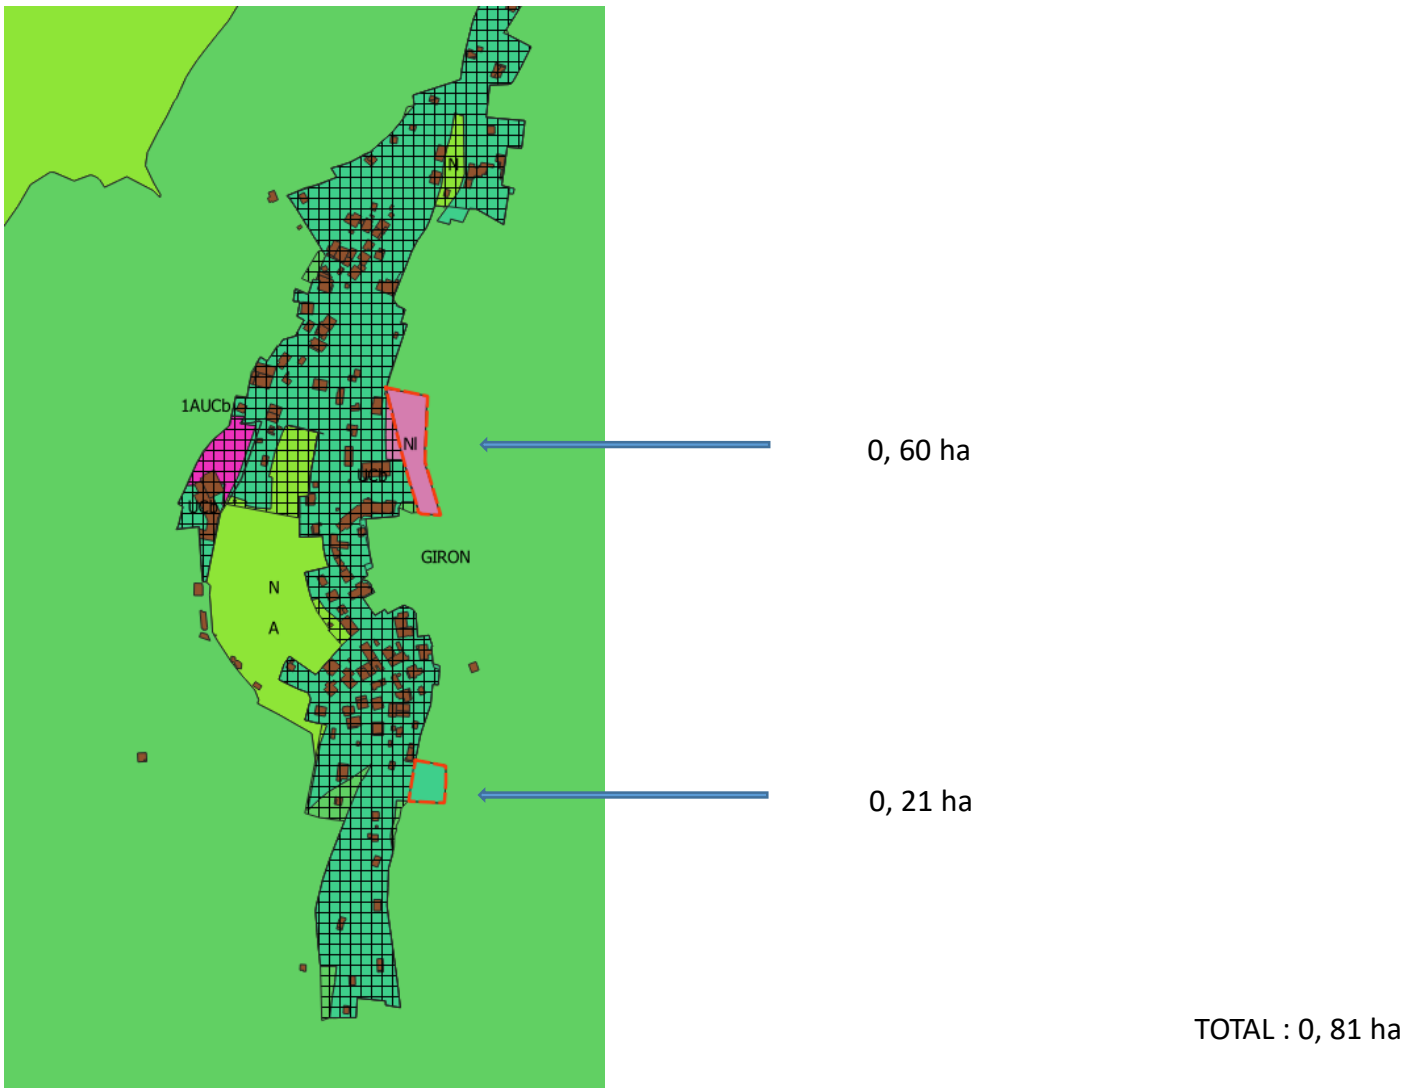 N
1AUCb
Nl
0, 60 ha
UCb
UCb
GIRON
N
A
0, 21 ha
TOTAL : 0, 81 ha